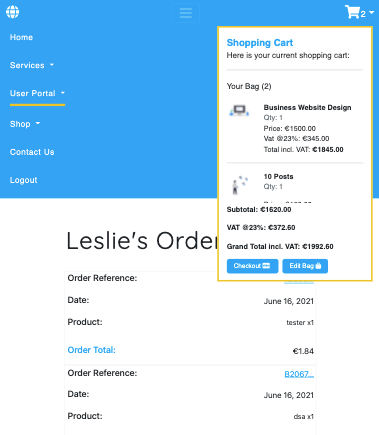 2
Home
Services
User Portal
Shop
Contact Us
Logout
Shopping Cart
Here is your current shopping cart:
Your Bag (2)
Business Website Design
Qty: 1
Price: €1500.00
Vat @23%: €345.00
Total incl. VAT: €1845.00
10 Posts
Qty: 1
Subtotal: €1620.00
VAT @23%: €372.60
Grand Total incl. VAT: €1992.60
Checkout
Edit Bag
Leslie's Order
Order Reference:
Date: June 16, 2021
Product: tester x1
Order Total: €1.84
Order Reference: B2067...
Date: June 16, 2021
Product: dsa x1